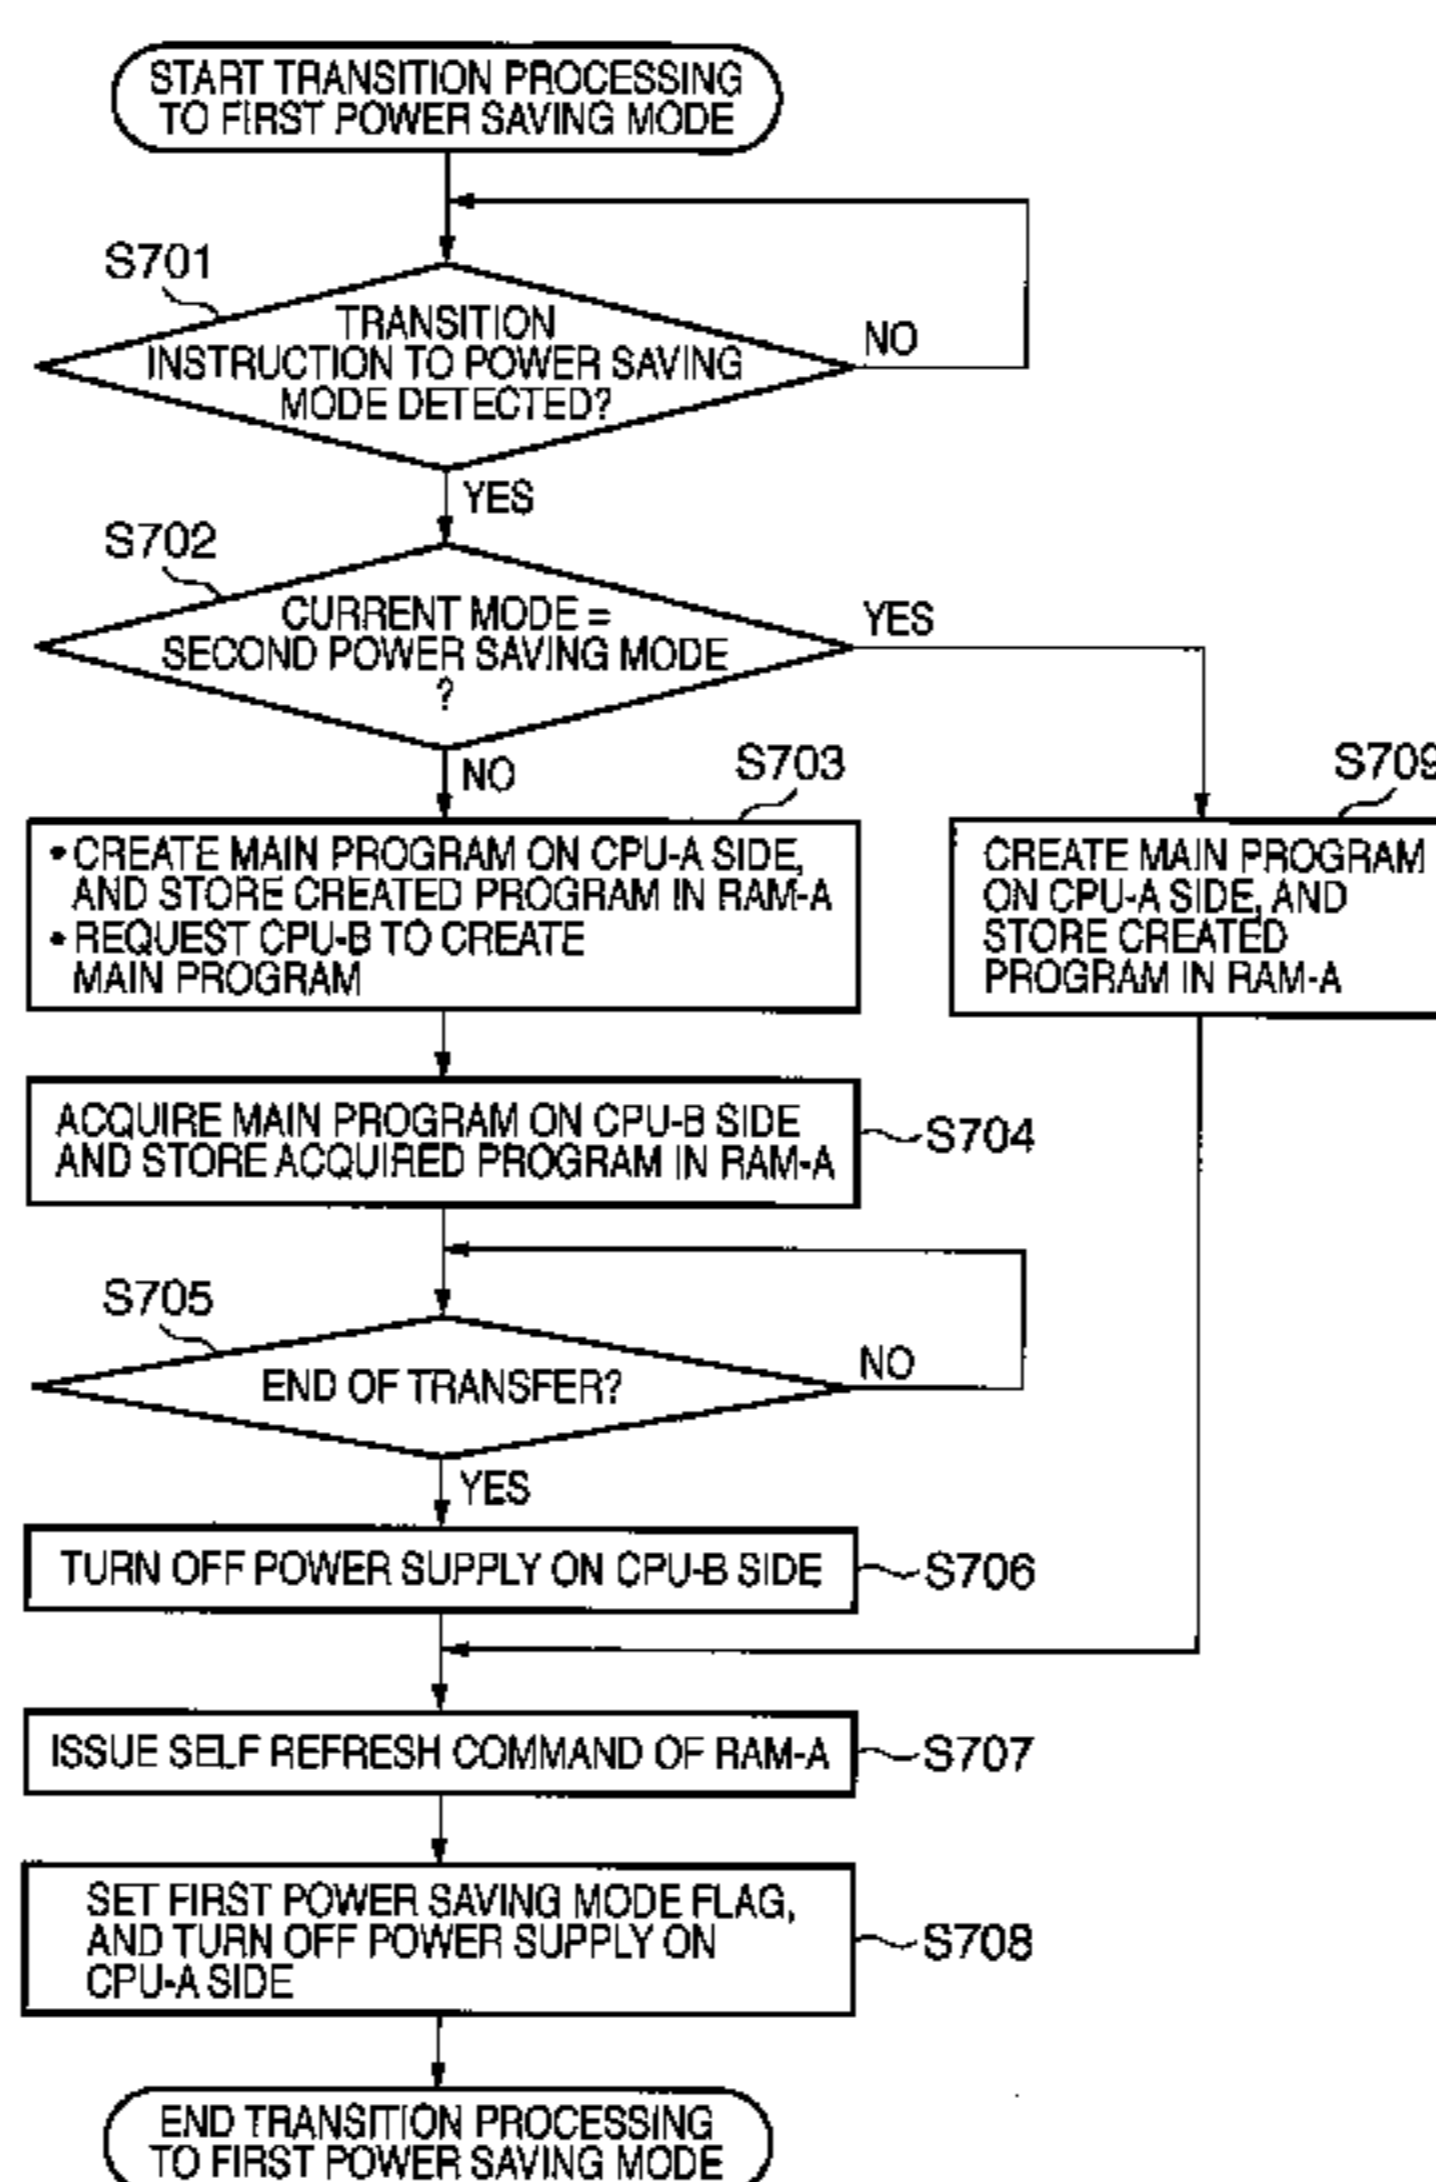 START TRANSITION PROCESSING
TO FIRST POWER SAVING MODE
S701
TRANSITION
INSTRUCTION TO POWER SAVING
MODE DETECTED?
NO
YES
S702
CURRENT MODE =
SECOND POWER SAVING MODE
?
YES
NO
S703
• CREATE MAIN PROGRAM ON CPU-A SIDE,
AND STORE CREATED PROGRAM IN RAM-A
• REQUEST CPU-B TO CREATE
MAIN PROGRAM
S709
CREATE MAIN PROGRAM
ON CPU-A SIDE, AND
STORE CREATED
PROGRAM IN RAM-A
ACQUIRE MAIN PROGRAM ON CPU-B SIDE
AND STORE ACQUIRED PROGRAM IN RAM-A
S704
S705
END OF TRANSFER?
NO
YES
TURN OFF POWER SUPPLY ON CPU-B SIDE
S706
ISSUE SELF REFRESH COMMAND OF RAM-A
S707
SET FIRST POWER SAVING MODE FLAG,
AND TURN OFF POWER SUPPLY ON
CPU-A SIDE
S708
END TRANSITION PROCESSING
TO FIRST POWER SAVING MODE